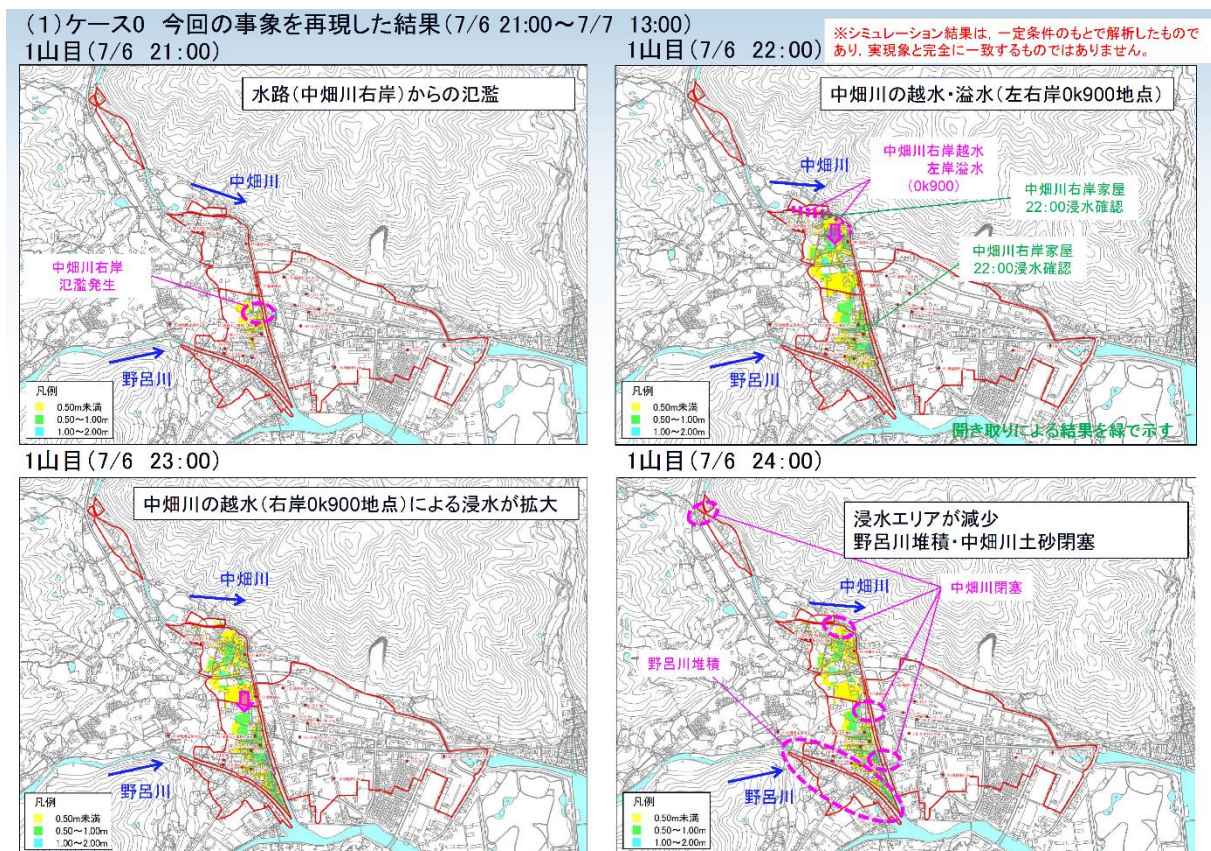 (1)ケース0 今回の事象を再現した結果(7/6 21:00～7/7 13:00)
※シミュレーション結果は，一定条件のもとで解析したもので
あり，実現象と完全に一致するものではありません。
1山目(7/6 21:00)
水路(中畑川右岸)からの氾濫
中畑川
中畑川右岸
氾濫発生
野呂川
凡例
0.50m未満
0.50～1.00m
1.00～2.00m
1山目(7/6 22:00)
中畑川の越水・溢水(左右岸0k900地点)
中畑川右岸越水
左岸溢水
(0k900)
中畑川
中畑川右岸家屋
22:00浸水確認
中畑川右岸家屋
22:00浸水確認
野呂川
凡例
0.50m未満
0.50～1.00m
1.00～2.00m
聞き取りによる結果を緑で示す
1山目(7/6 23:00)
中畑川の越水(右岸0k900地点)による浸水が拡大
中畑川
野呂川
凡例
0.50m未満
0.50～1.00m
1.00～2.00m
1山目(7/6 24:00)
浸水エリアが減少
野呂川堆積・中畑川土砂閉塞
中畑川
中畑川閉塞
野呂川堆積
野呂川
凡例
0.50m未満
0.50～1.00m
1.00～2.00m